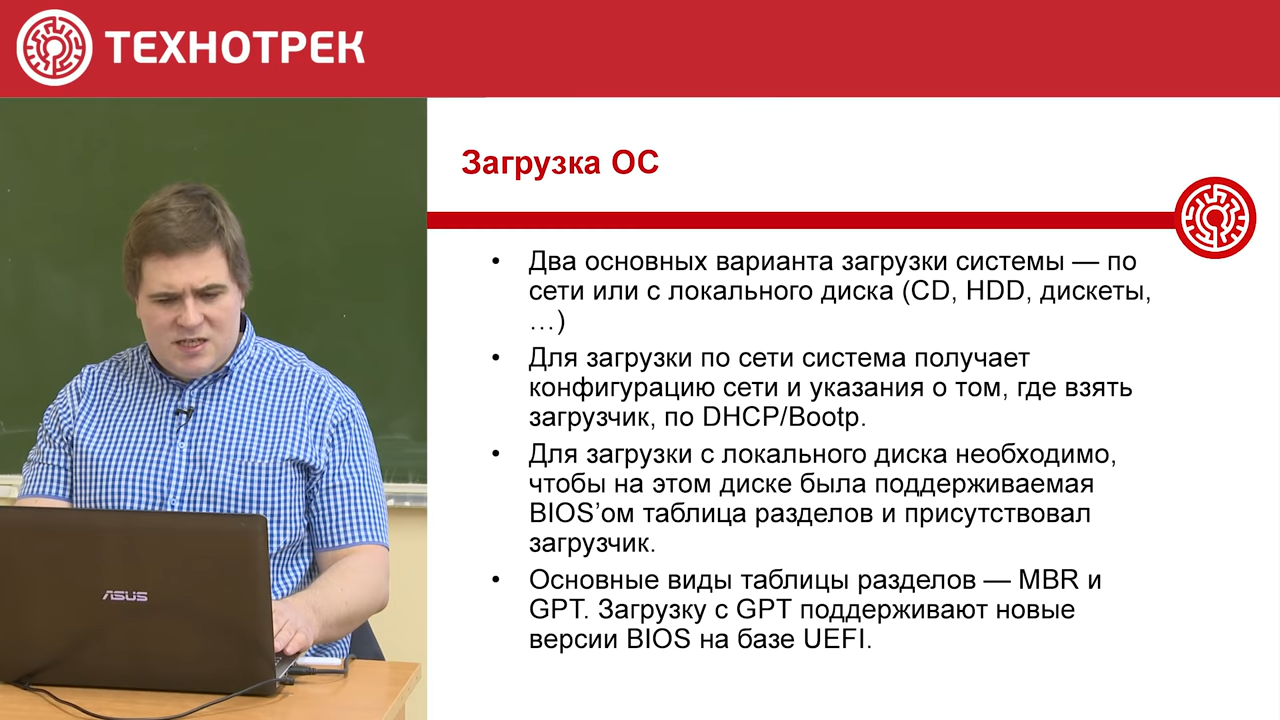 ТЕХНОТРЕК
Загрузка ОС
• Два основных варианта загрузки системы — по
сети или с локального диска (CD, HDD, дискеты,
…)
• Для загрузки по сети система получает
конфигурацию сети и указания о том, где взять
загрузчик, по DHCP/Bootp.
• Для загрузки с локального диска необходимо,
чтобы на этом диске была поддерживаемая
BIOS’ом таблица разделов и присутствовал
загрузчик.
• Основные виды таблицы разделов — MBR и
GPT. Загрузку с GPT поддерживают новые
версии BIOS на базе UEFI.
ASUS